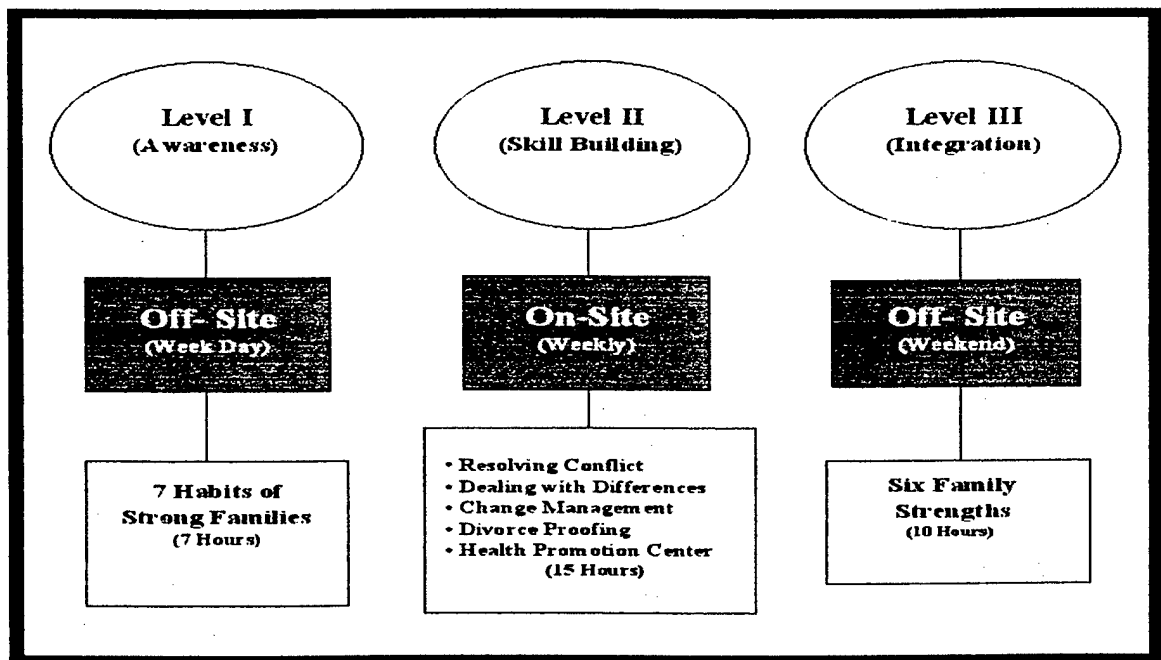 Level I
(Awareness)
Off- Site
(Week Day)
7 Habits of
Strong Families
(7 Hours)
Level II
(Skill Building)
On-Site
(Weekly)
• Resolving Conflict
• Dealing with Differences
• Change Management
• Divorce Proofing
• Health Promotion Center
(15 Hours)
Level III
(Integration)
Off- Site
(Weekend)
Six Family
Strengths
(10 Hours)